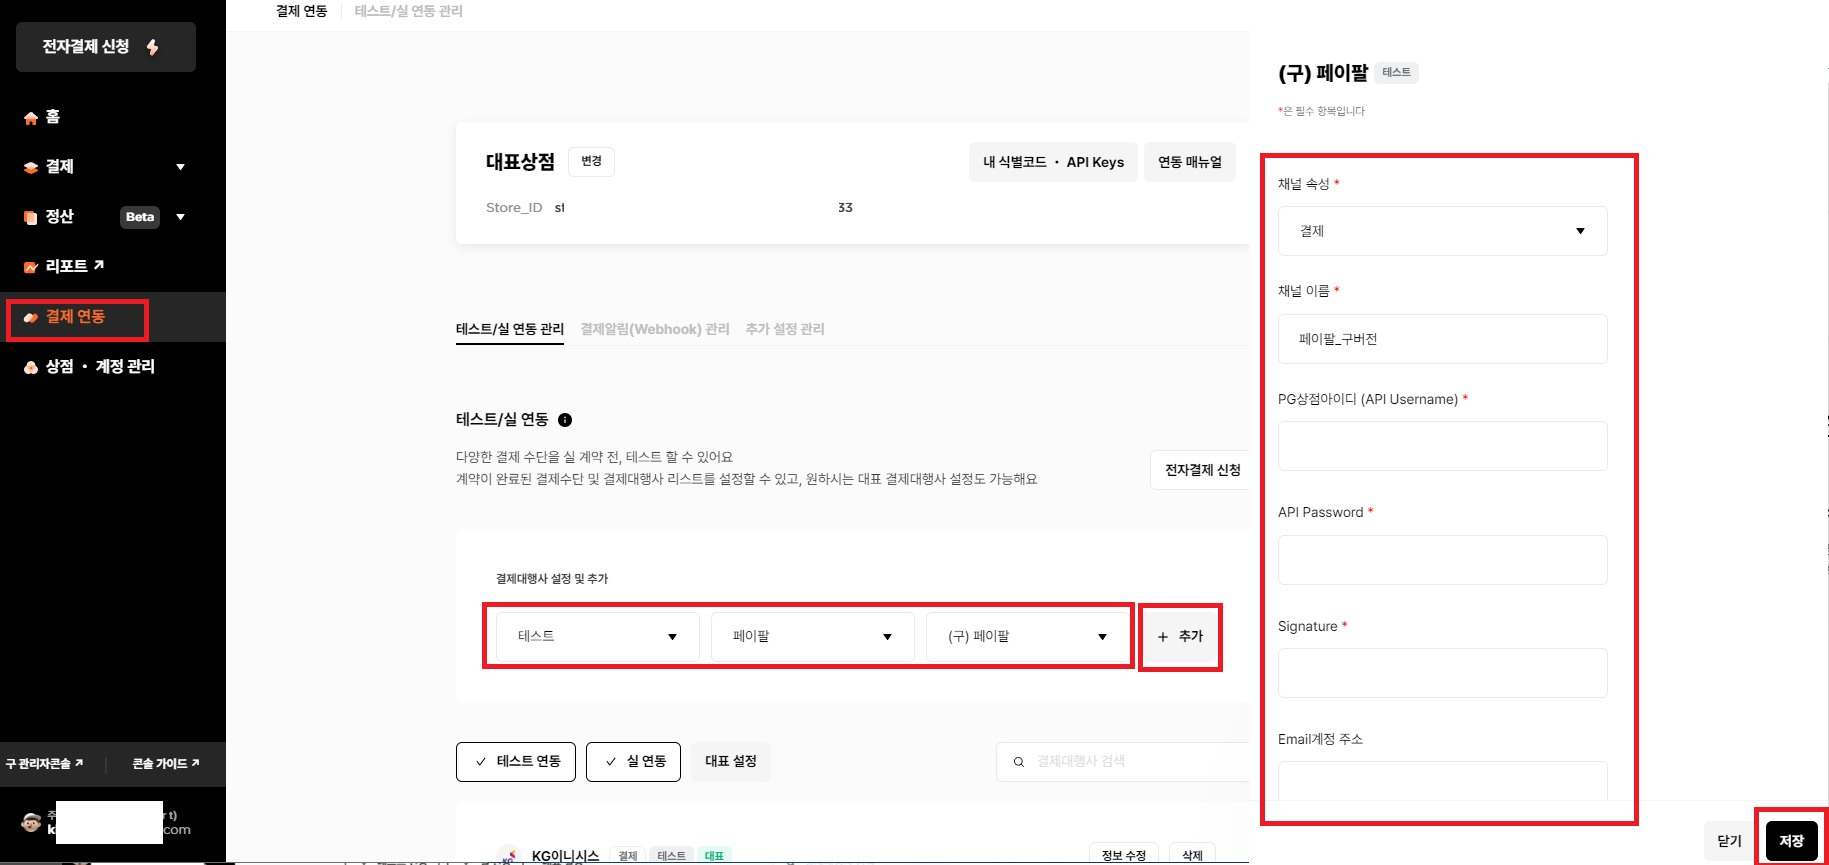 전자결제 신청
홈
결제
정산 Beta
리포트
결제 연동
상점 · 계정 관리
구 관리자콘솔
콘솔 가이드
com
결제 연동 테스트/실 연동 관리
대표상점 변경
내 식별코드 · API Keys 연동 매뉴얼
Store_ID 33
테스트/실 연동 관리 결제알림(Webhook) 관리 추가 설정 관리
테스트/실 연동
다양한 결제 수단을 실 계약 전, 테스트 할 수 있어요
계약이 완료된 결제수단 및 결제대행사 리스트를 설정할 수 있고, 원하시는 대표 결제대행사 설정도 가능해요
전자결제 신청
결제대행사 설정 및 추가
테스트 페이팔 (구) 페이팔 + 추가
테스트 연동 실 연동 대표 설정 결제대행사 검색
KG이니시스 결제 테스트 대표 정보 수정 삭제
(구) 페이팔 테스트
*은 필수 항목입니다
채널 속성 *
결제
채널 이름 *
페이팔_구버전
PG상점아이디 (API Username) *
API Password *
Signature *
Email계정 주소
닫기 저장